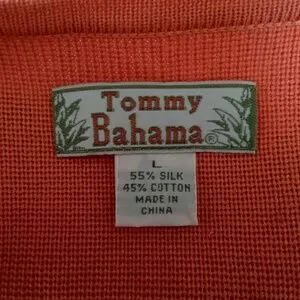 Tommy
Bahama®
L
55% SILK
45% COTTON
MADE IN
CHINA